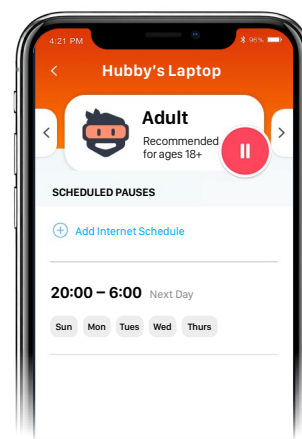 4:21 PM
96%
Hubby's Laptop
Adult
Recommended
for ages 18+
SCHEDULED PAUSES
Add Internet Schedule
20:00 – 6:00 Next Day
Sun Mon Tues Wed Thurs